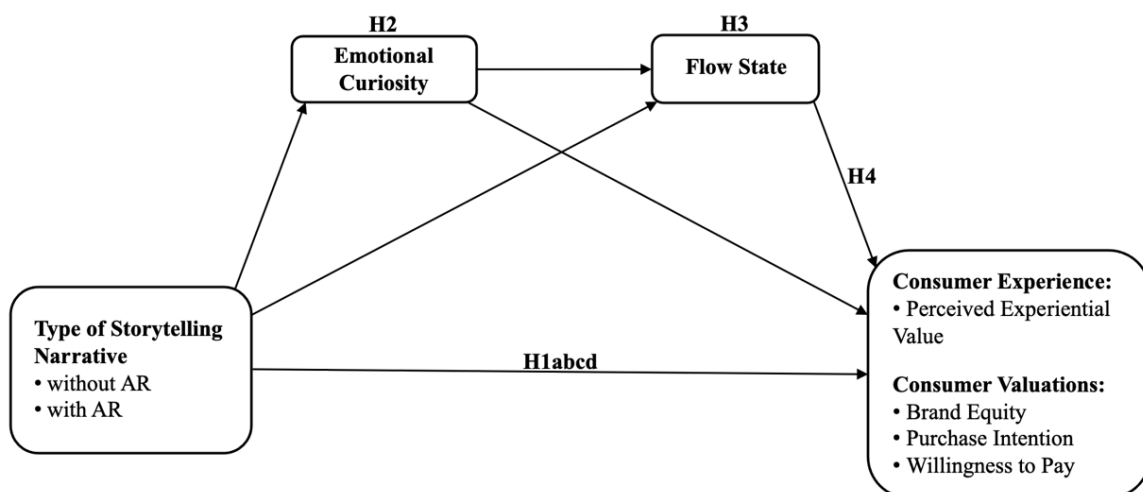 H2
Emotional
Curiosity
H3
Flow State
H4
Type of Storytelling
Narrative
• without AR
• with AR
H1abcd
Consumer Experience:
• Perceived Experiential
Value
Consumer Valuations:
• Brand Equity
• Purchase Intention
• Willingness to Pay